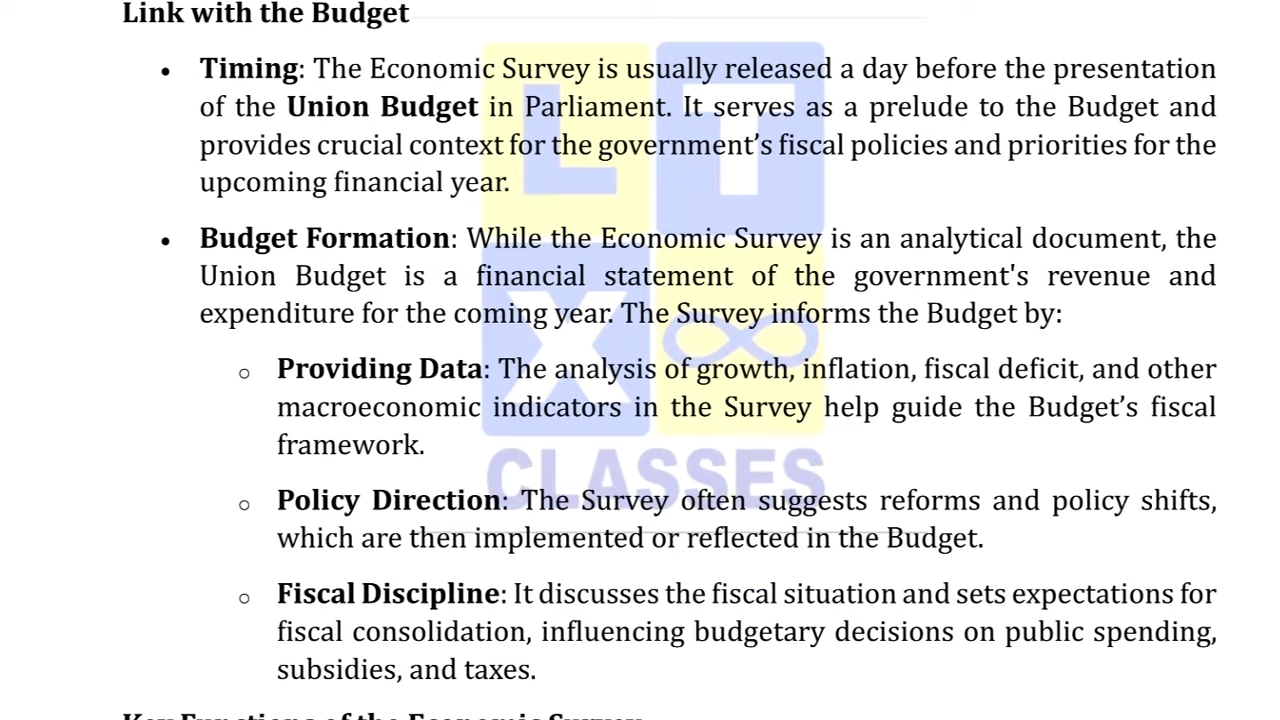 Link with the Budget
• Timing: The Economic Survey is usually released a day before the presentation
of the Union Budget in Parliament. It serves as a prelude to the Budget and
provides crucial context for the government’s fiscal policies and priorities for the
upcoming financial year.
• Budget Formation: While the Economic Survey is an analytical document, the
Union Budget is a financial statement of the government's revenue and
expenditure for the coming year. The Survey informs the Budget by:
○ Providing Data: The analysis of growth, inflation, fiscal deficit, and other
macroeconomic indicators in the Survey help guide the Budget’s fiscal
framework.
○ Policy Direction: The Survey often suggests reforms and policy shifts,
which are then implemented or reflected in the Budget.
○ Fiscal Discipline: It discusses the fiscal situation and sets expectations for
fiscal consolidation, influencing budgetary decisions on public spending,
subsidies, and taxes.
Key Functions of the Economic Survey
L T
X ∞
CLASSES